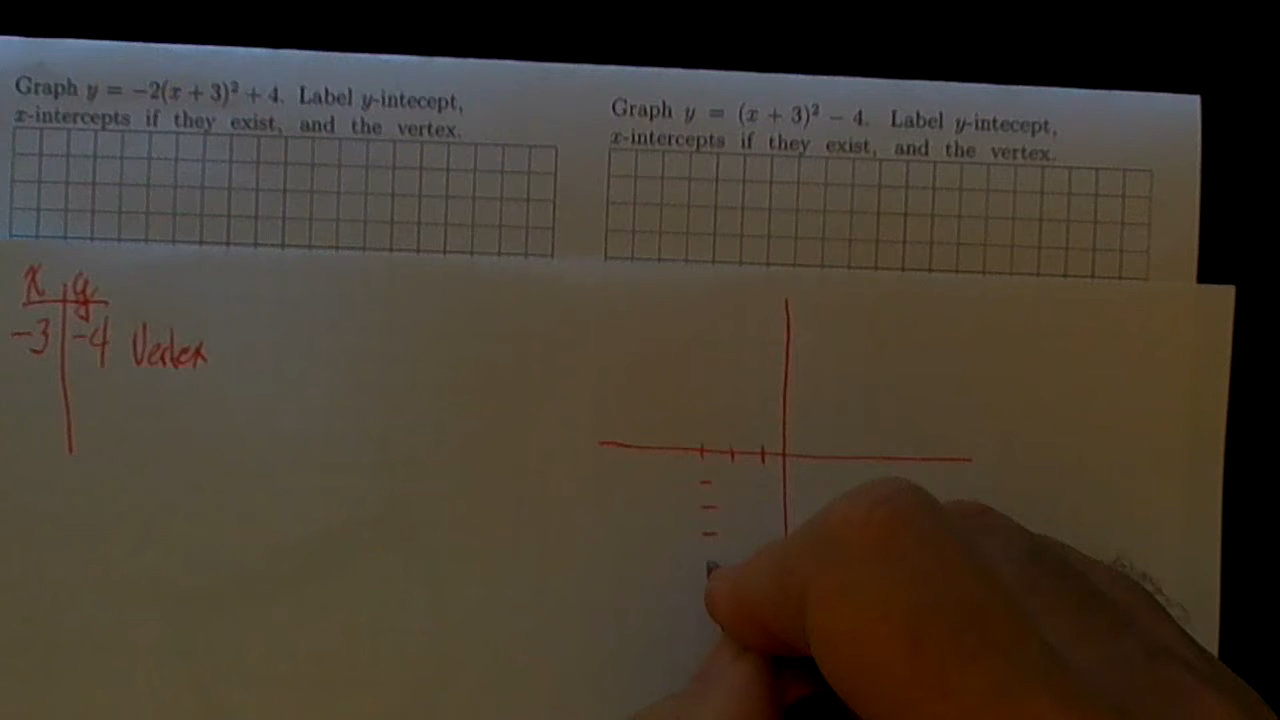 Graph y = −2(x + 3)² + 4. Label y-intecept,
x-intercepts if they exist, and the vertex.
Graph y = (x + 3)² − 4. Label y-intecept,
x-intercepts if they exist, and the vertex.
x y
−3 −4 Vertex